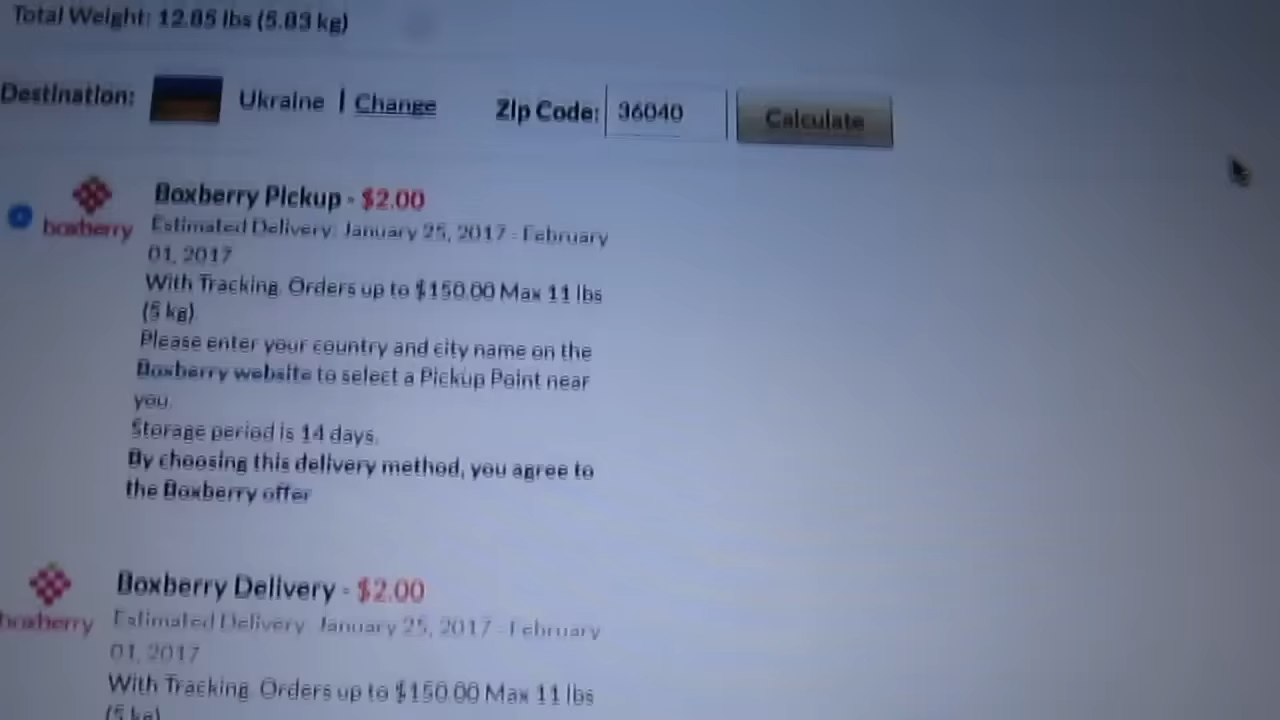 Total Weight: 12.85 lbs (5.83 kg)
Destination: Ukraine | Change Zip Code: 36040 Calculate
Boxberry Pickup - $2.00
boxberry
Estimated Delivery: January 25, 2017 - February
01, 2017
With Tracking. Orders up to $150.00 Max 11 lbs
(5 kg).
Please enter your country and city name on the
Boxberry website to select a Pickup Point near
you.
Storage period is 14 days.
By choosing this delivery method, you agree to
the Boxberry offer
Boxberry Delivery - $2.00
boxberry
Estimated Delivery: January 25, 2017 - February
01, 2017
With Tracking. Orders up to $150.00 Max 11 lbs
(5 kg)